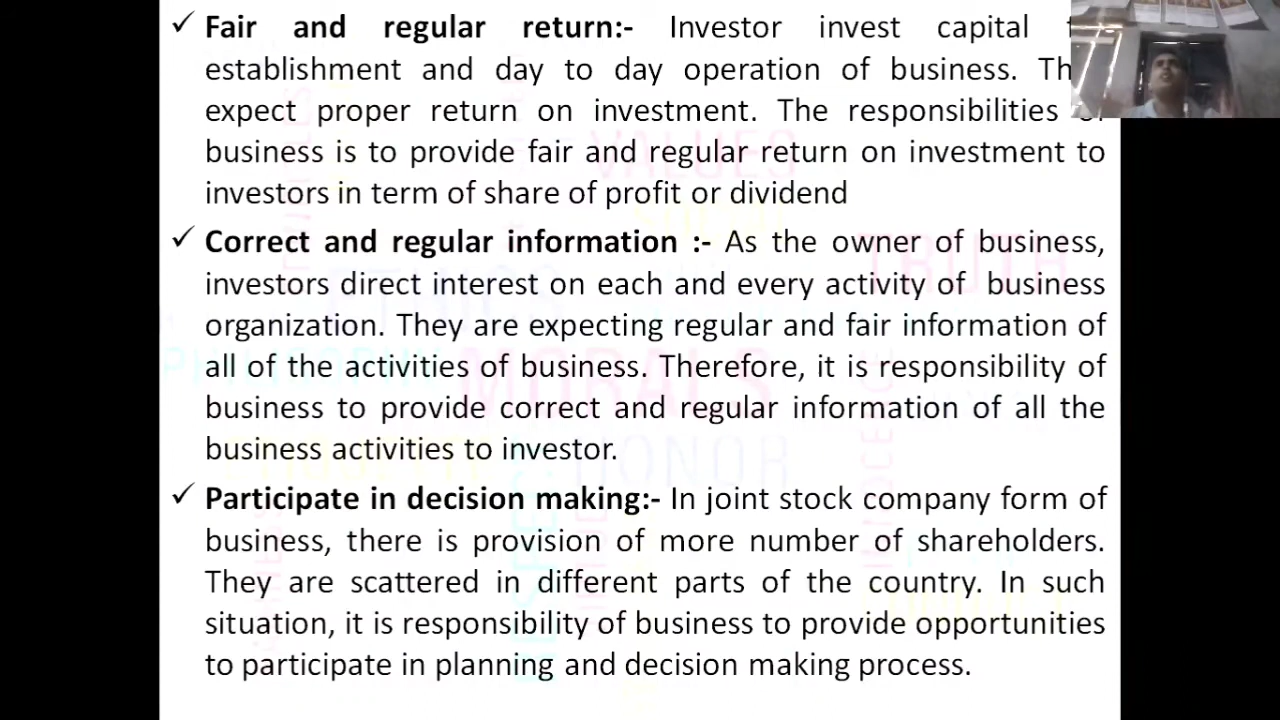 ✓ Fair and regular return:- Investor invest capital
establishment and day to day operation of business.
expect proper return on investment. The responsibilities of
business is to provide fair and regular return on investment to
investors in term of share of profit or dividend
✓ Correct and regular information :- As the owner of business,
investors direct interest on each and every activity of business
organization. They are expecting regular and fair information of
all of the activities of business. Therefore, it is responsibility of
business to provide correct and regular information of all the
business activities to investor.
✓ Participate in decision making:- In joint stock company form of
business, there is provision of more number of shareholders.
They are scattered in different parts of the country. In such
situation, it is responsibility of business to provide opportunities
to participate in planning and decision making process.
VALUES
TRUTH
ETHICS
MORALS
HONOR